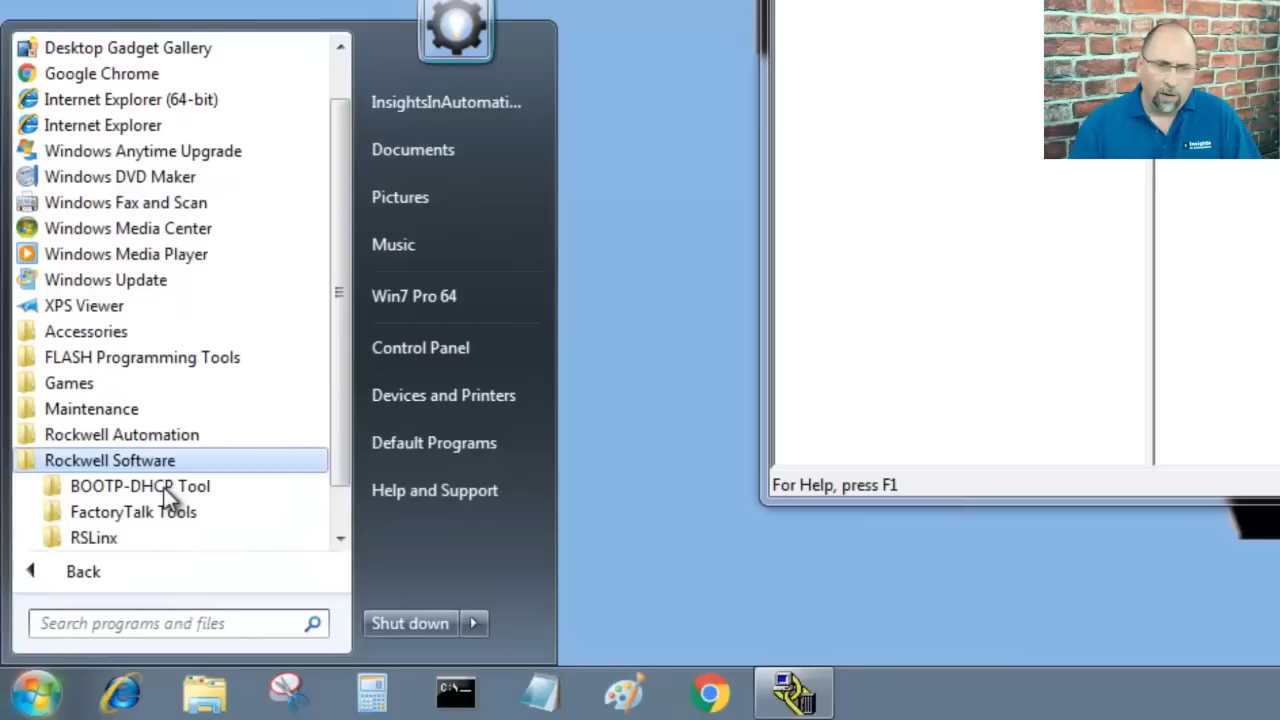 Desktop Gadget Gallery
Google Chrome
Internet Explorer (64-bit)
Internet Explorer
Windows Anytime Upgrade
Windows DVD Maker
Windows Fax and Scan
Windows Media Center
Windows Media Player
Windows Update
XPS Viewer
Accessories
FLASH Programming Tools
Games
Maintenance
Rockwell Automation
Rockwell Software
BOOTP-DHCP Tool
FactoryTalk Tools
RSLinx
Back
Search programs and files
InsightsInAutomati...
Documents
Pictures
Music
Win7 Pro 64
Control Panel
Devices and Printers
Default Programs
Help and Support
Shut down
For Help, press F1
Insights
C:\_